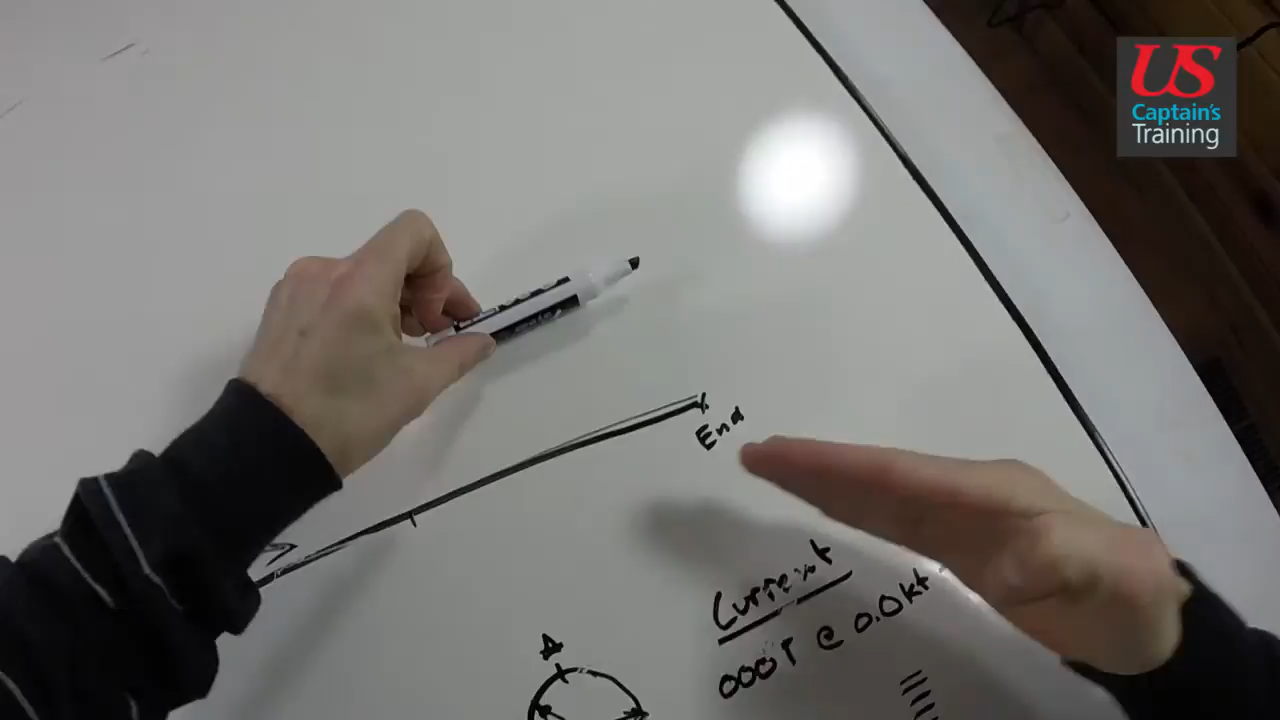 US
Captain's
Training
End
Current
000T @ 0.0kt